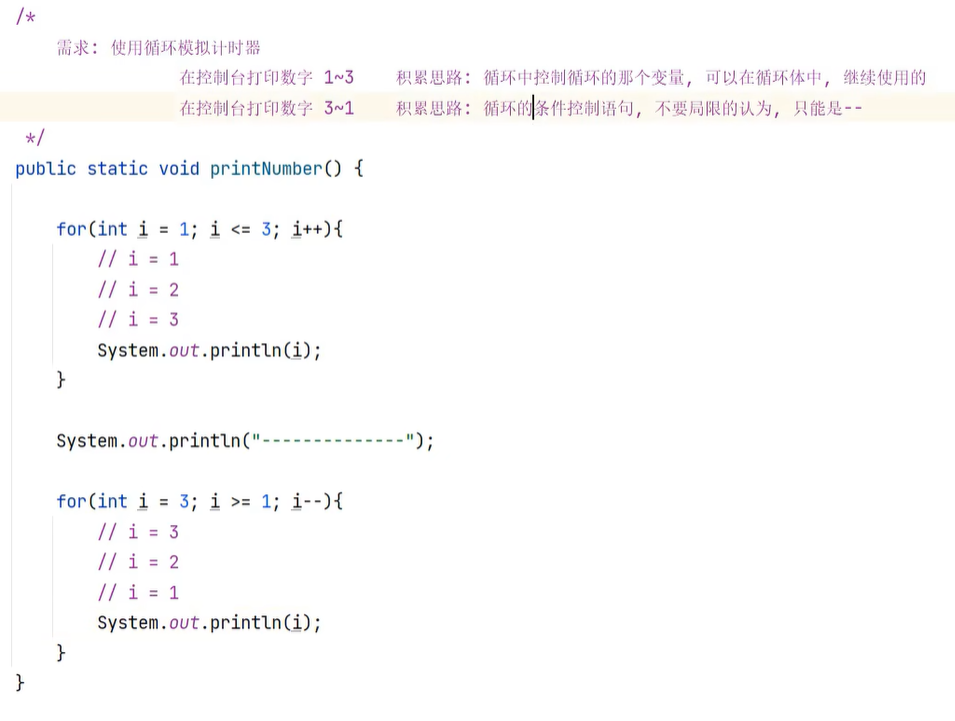 /*
需求: 使用循环模拟计时器
在控制台打印数字 1~3 积累思路: 循环中控制循环的那个变量, 可以在循环体中, 继续使用的
在控制台打印数字 3~1 积累思路: 循环的条件控制语句, 不要局限的认为, 只能是--
*/
public static void printNumber() {
for(int i = 1; i <= 3; i++){
// i = 1
// i = 2
// i = 3
System.out.println(i);
}
System.out.println("--------------");
for(int i = 3; i >= 1; i--){
// i = 3
// i = 2
// i = 1
System.out.println(i);
}
}